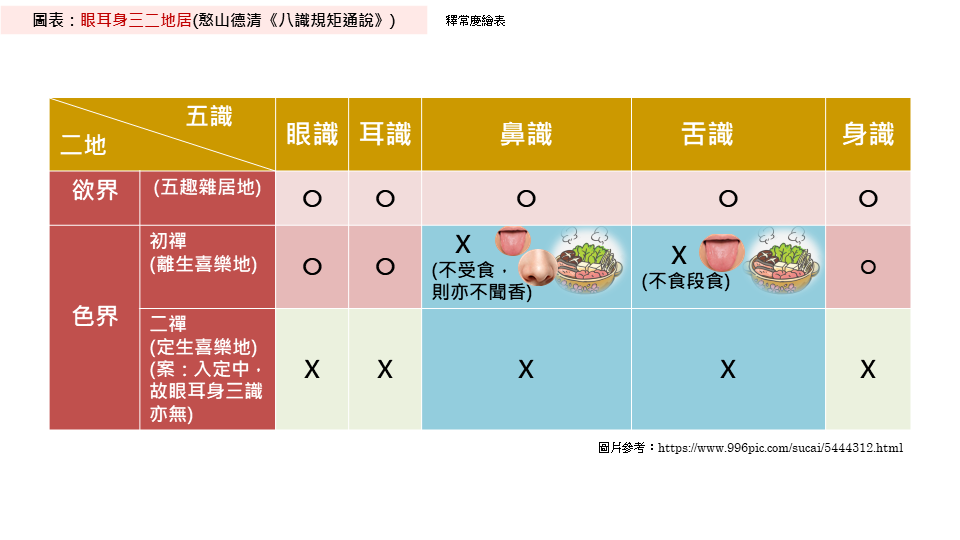 圖表：眼耳身三二地居(憨山德清《八識規矩通說》)
釋常慶繪表
五識
二地
眼識
耳識
鼻識
舌識
身識
欲界
(五趣雜居地)
O
O
O
O
O
色界
初禪
(離生喜樂地)
O
O
X
(不受食，
則亦不聞香)
X
(不食段食)
O
二禪
(定生喜樂地)
(案：入定中，
故眼耳身三識
亦無)
X
X
X
X
X
圖片參考：https://www.996pic.com/sucai/5444312.html